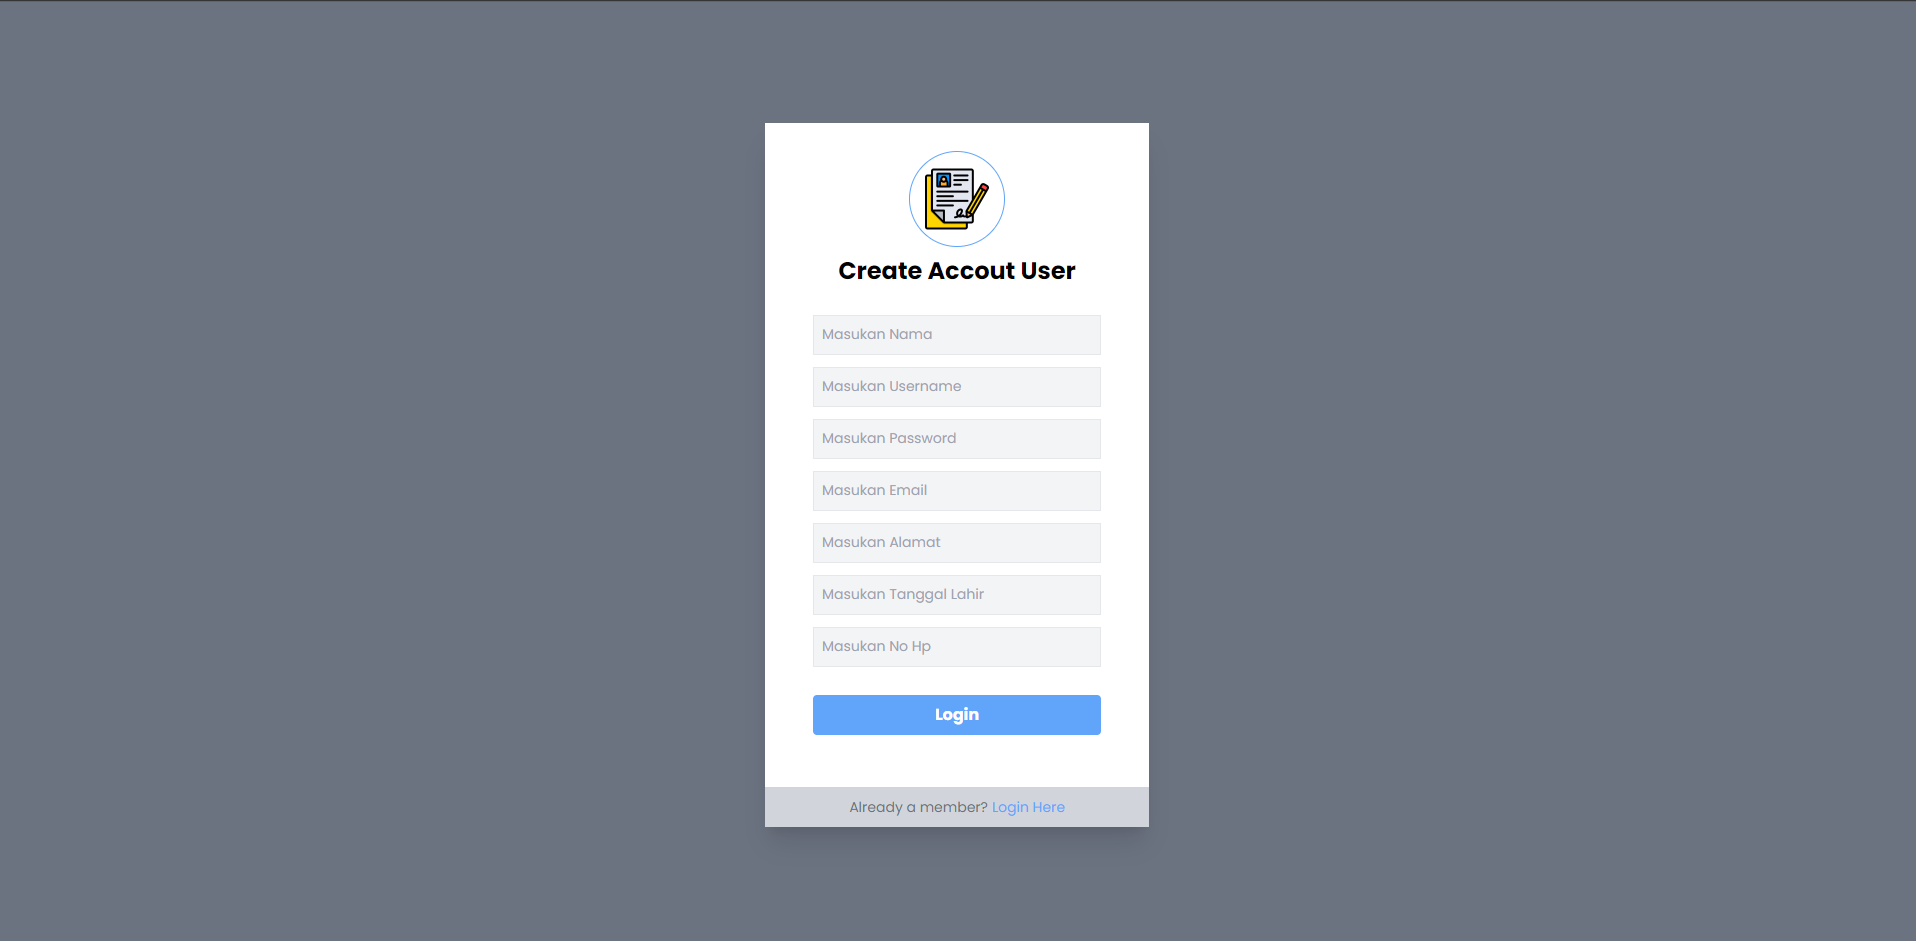 Create Accout User
Masukan Nama
Masukan Username
Masukan Password
Masukan Email
Masukan Alamat
Masukan Tanggal Lahir
Masukan No Hp
Login
Already a member? Login Here